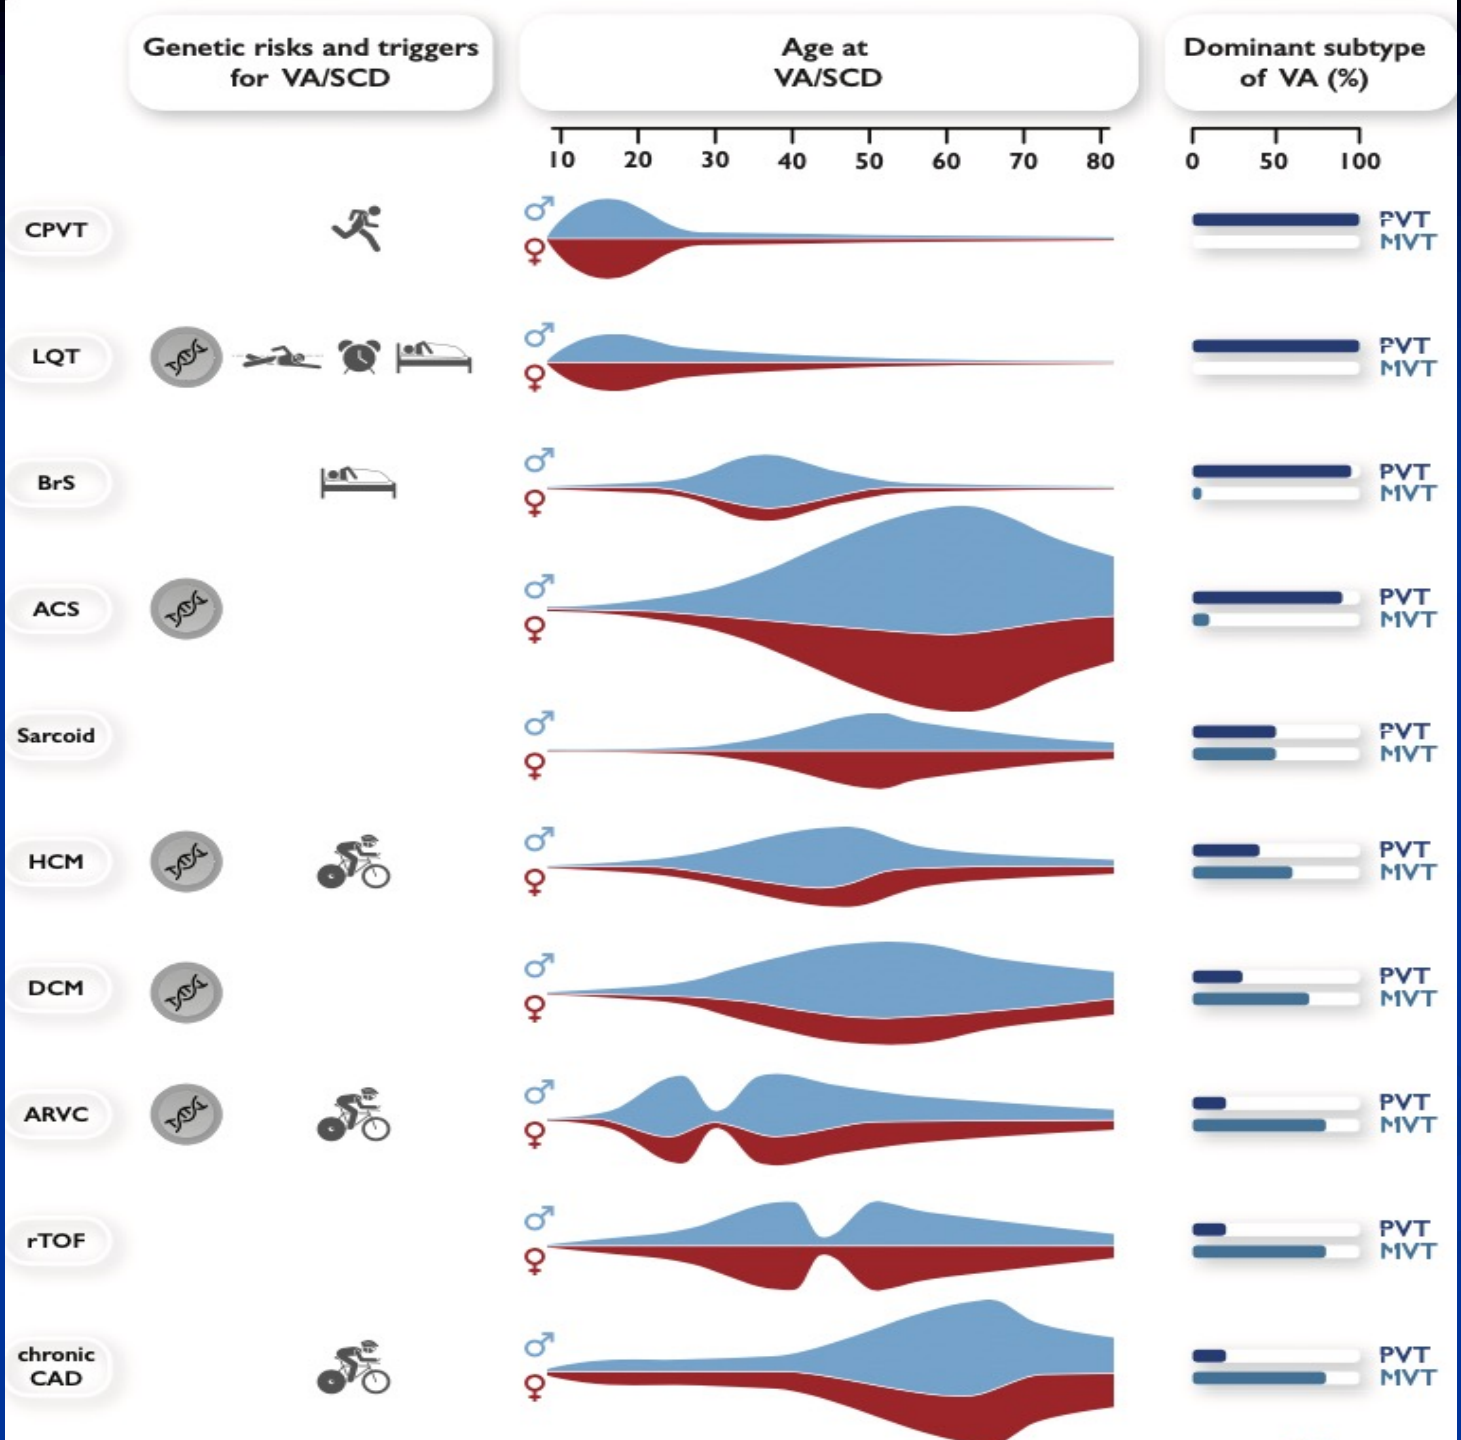 Genetic risks and triggers
for VA/SCD
Age at
VA/SCD
Dominant subtype
of VA (%)
10 20 30 40 50 60 70 80
0 50 100
CPVT
♂
♀
PVT
MVT
LQT
♂
♀
PVT
MVT
BrS
♂
♀
PVT
MVT
ACS
♂
♀
PVT
MVT
Sarcoid
♂
♀
PVT
MVT
HCM
♂
♀
PVT
MVT
DCM
♂
♀
PVT
MVT
ARVC
♂
♀
PVT
MVT
rTOF
♂
♀
PVT
MVT
chronic
CAD
♂
♀
PVT
MVT